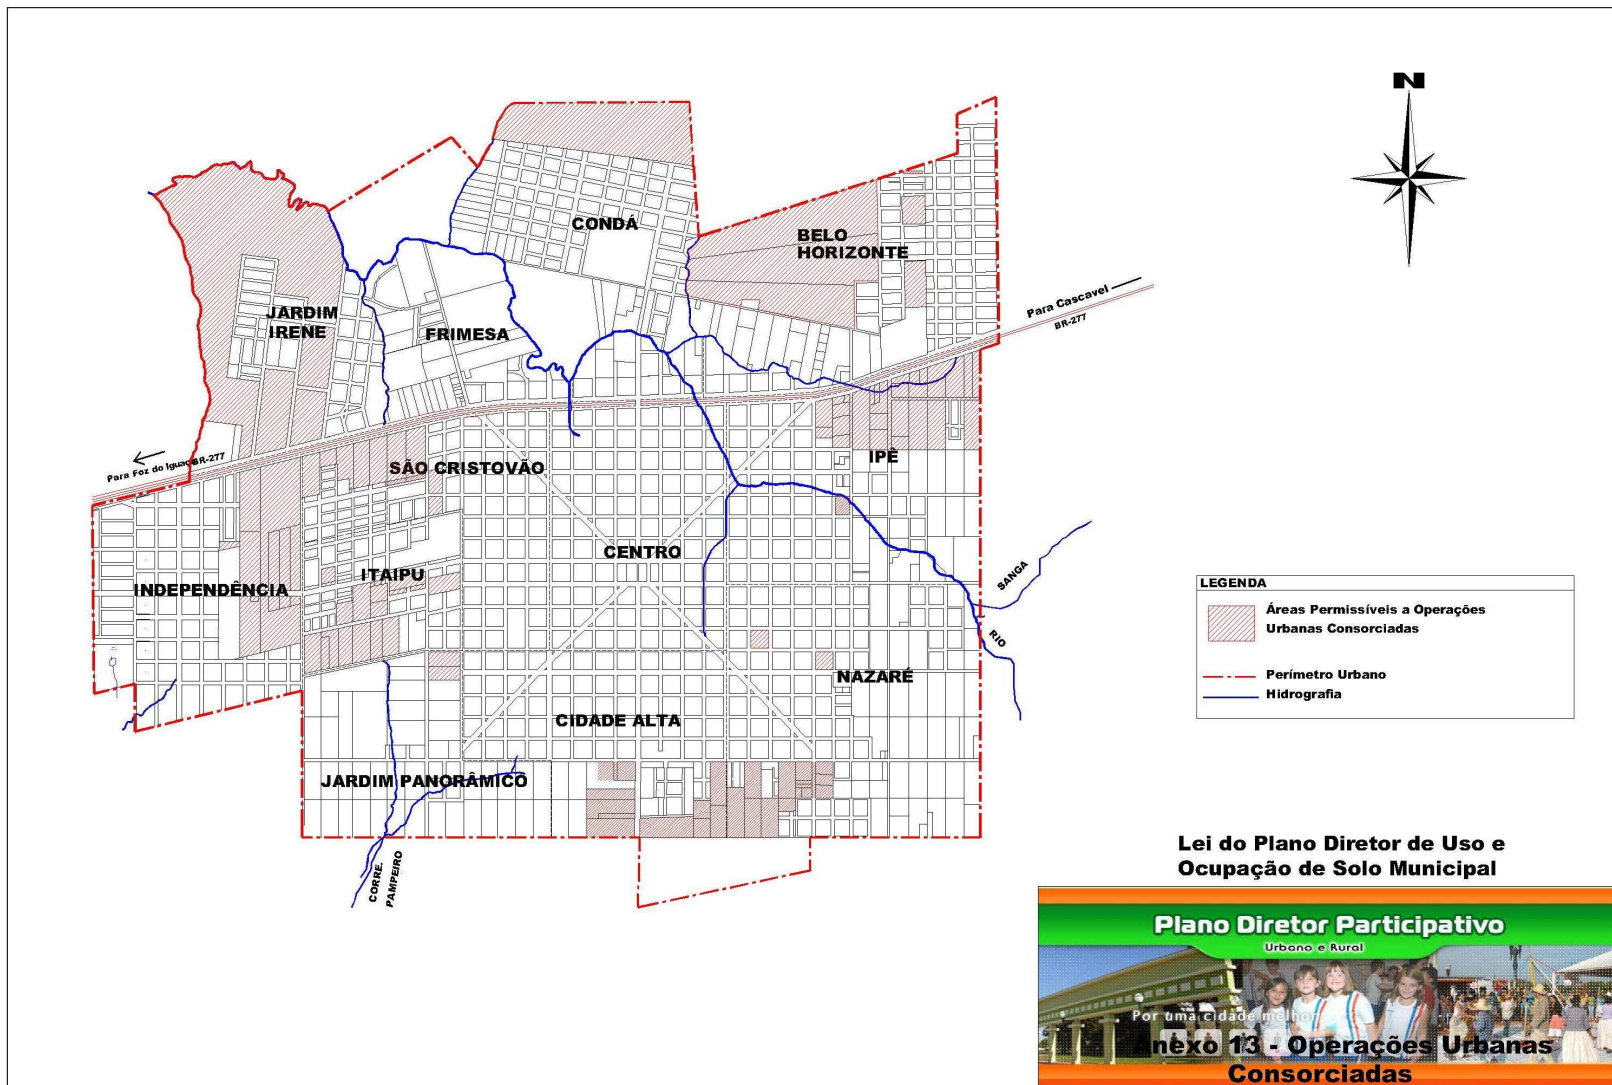 N
CONDÁ
BELO
HORIZONTE
JARDIM
IRENE
FRIMESA
Para Cascavel
BR-277
Para Foz do Iguaçu
BR-277
SÃO CRISTOVÃO
IPÊ
CENTRO
ITAIPU
INDEPENDÊNCIA
SANGA
RIO
NAZARÉ
CIDADE ALTA
JARDIM PANORÂMICO
CORRE.
PAMPEIRO
LEGENDA
Áreas Permissíveis a Operações
Urbanas Consorciadas
Perímetro Urbano
Hidrografia
Lei do Plano Diretor de Uso e
Ocupação de Solo Municipal
Plano Diretor Participativo
Urbano e Rural
Por uma cidade melhor
Anexo 13 - Operações Urbanas
Consorciadas